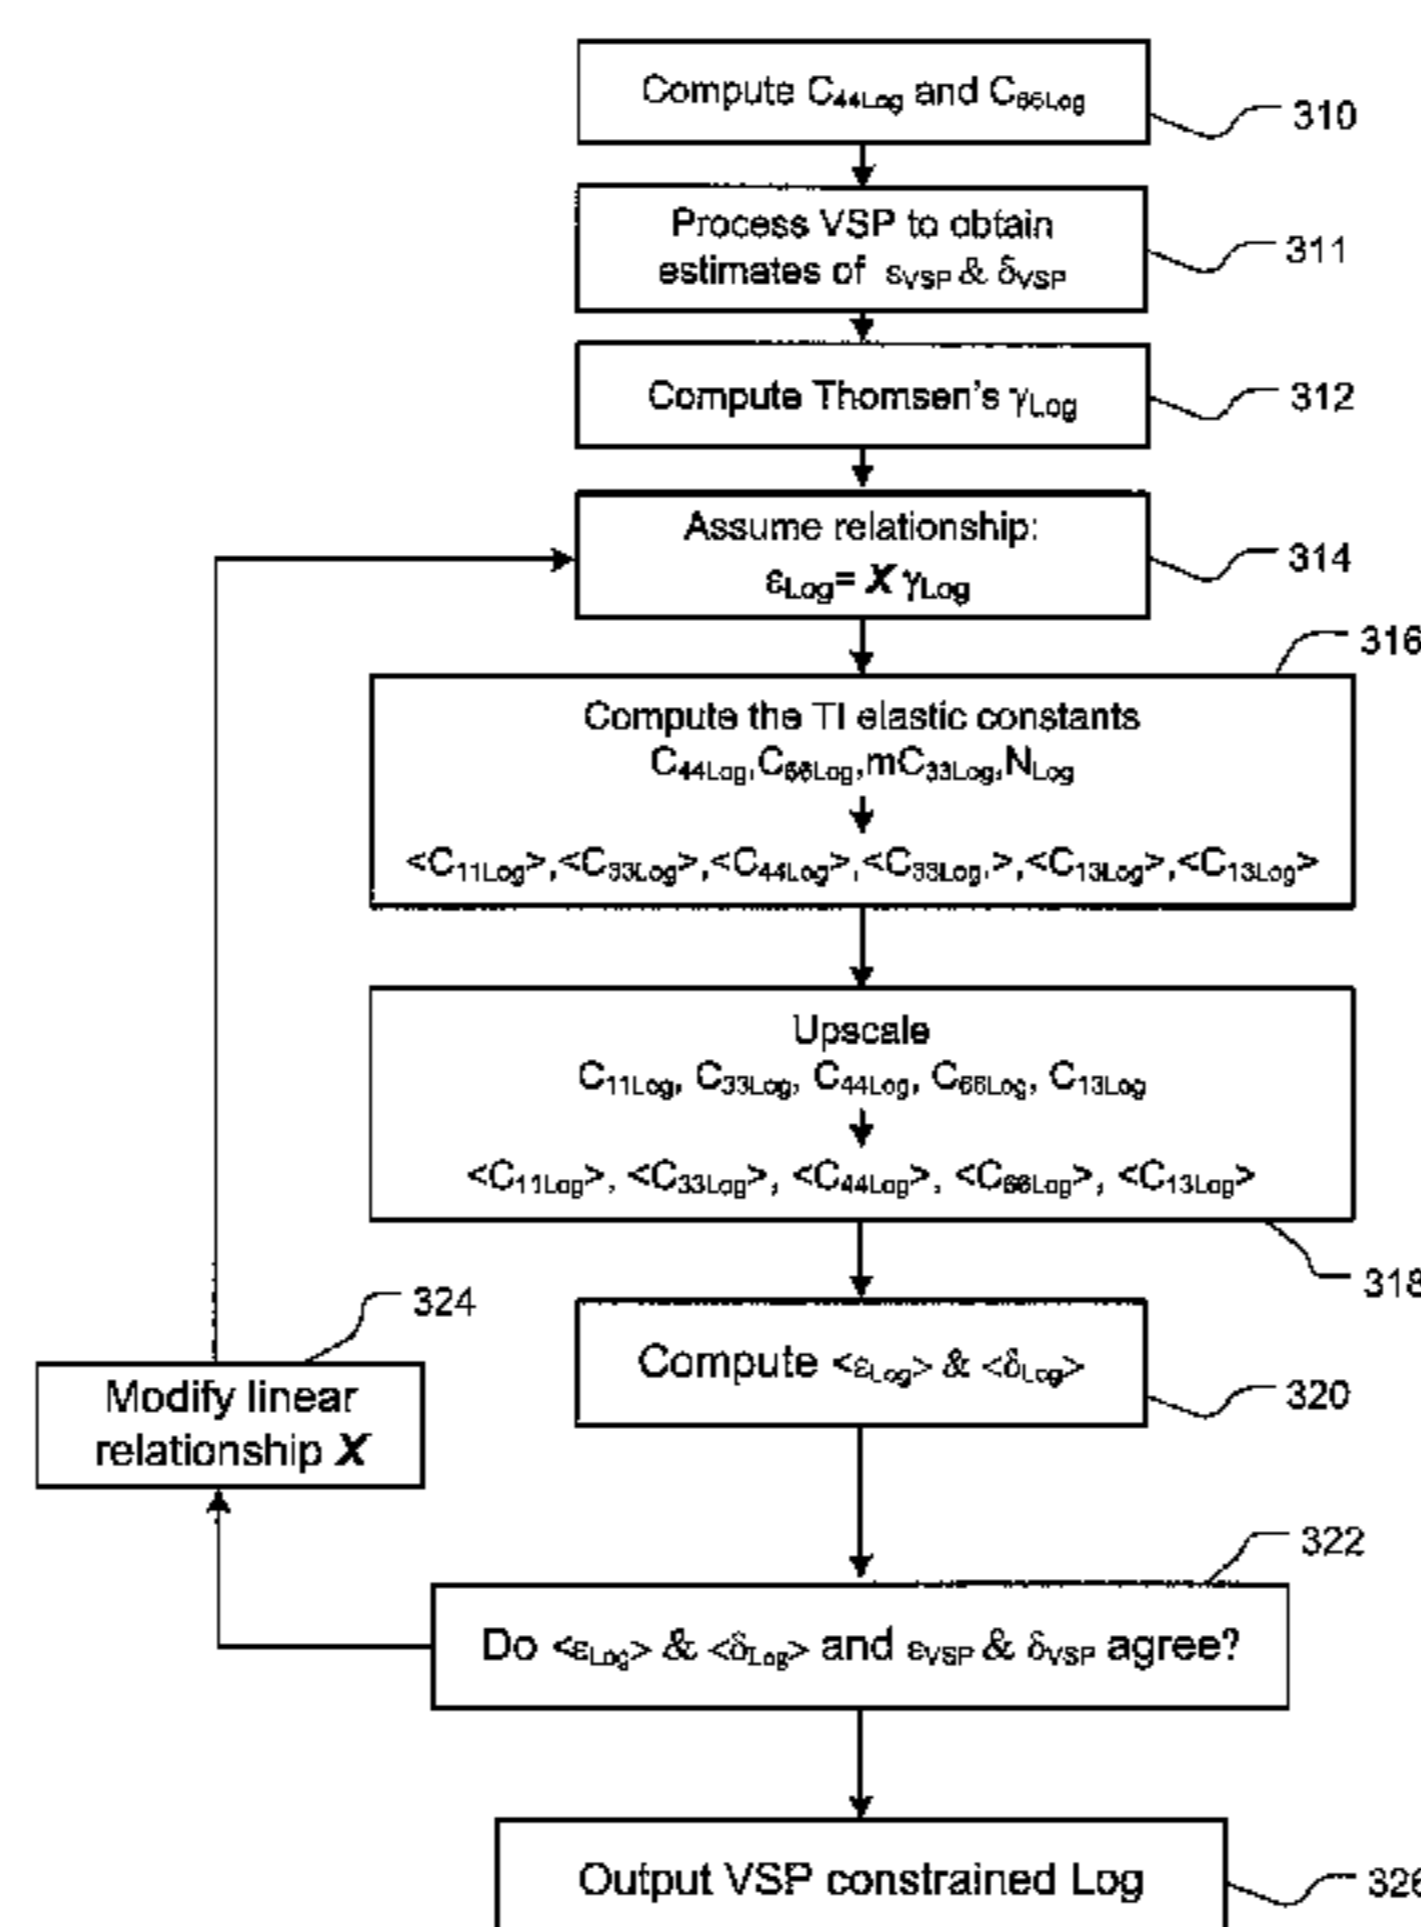 Compute C44Log and C66Log
310
Process VSP to obtain
estimates of εVSP & δVSP
311
Compute Thomsen's γLog
312
Assume relationship:
εLog= X γLog
314
316
Compute the TI elastic constants
C44Log,C66Log,mC33Log,NLog
<C11Log>,<C33Log>,<C44Log>,<C33Log,>,<C13Log>,<C13Log>
Upscale
C11Log, C33Log, C44Log, C66Log, C13Log
<C11Log>, <C33Log>, <C44Log>, <C66Log>, <C13Log>
318
324
Compute <εLog> & <δLog>
320
Modify linear
relationship X
322
Do <εLog> & <δLog> and εVSP & δVSP agree?
Output VSP constrained Log
326